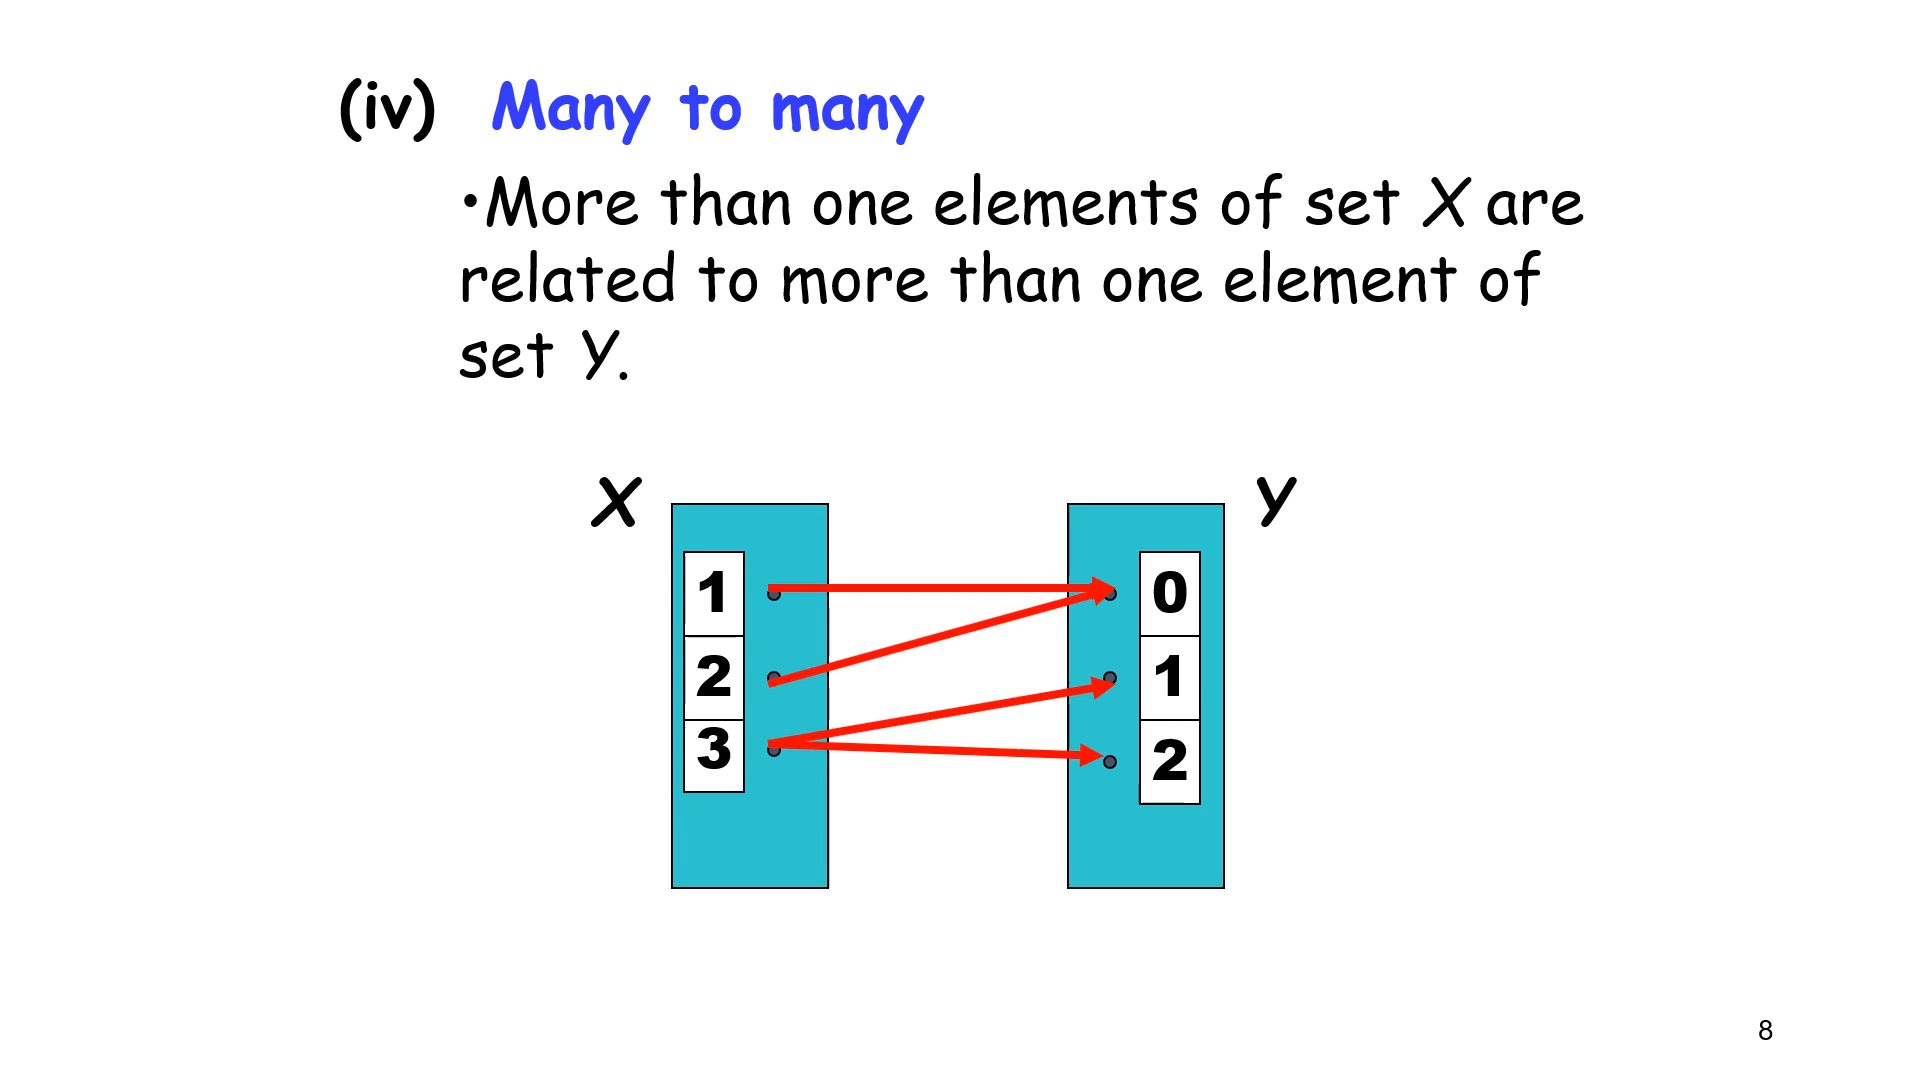 (iv) Many to many
•More than one elements of set X are
related to more than one element of
set Y.
X Y
1 0
2 1
3 2
8